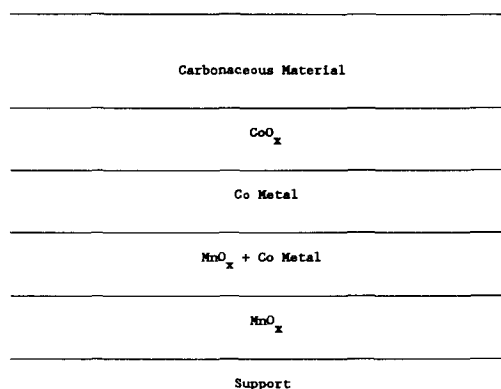 Carbonaceous Material
CoOₓ
Co Metal
MnOₓ + Co Metal
MnOₓ
Support